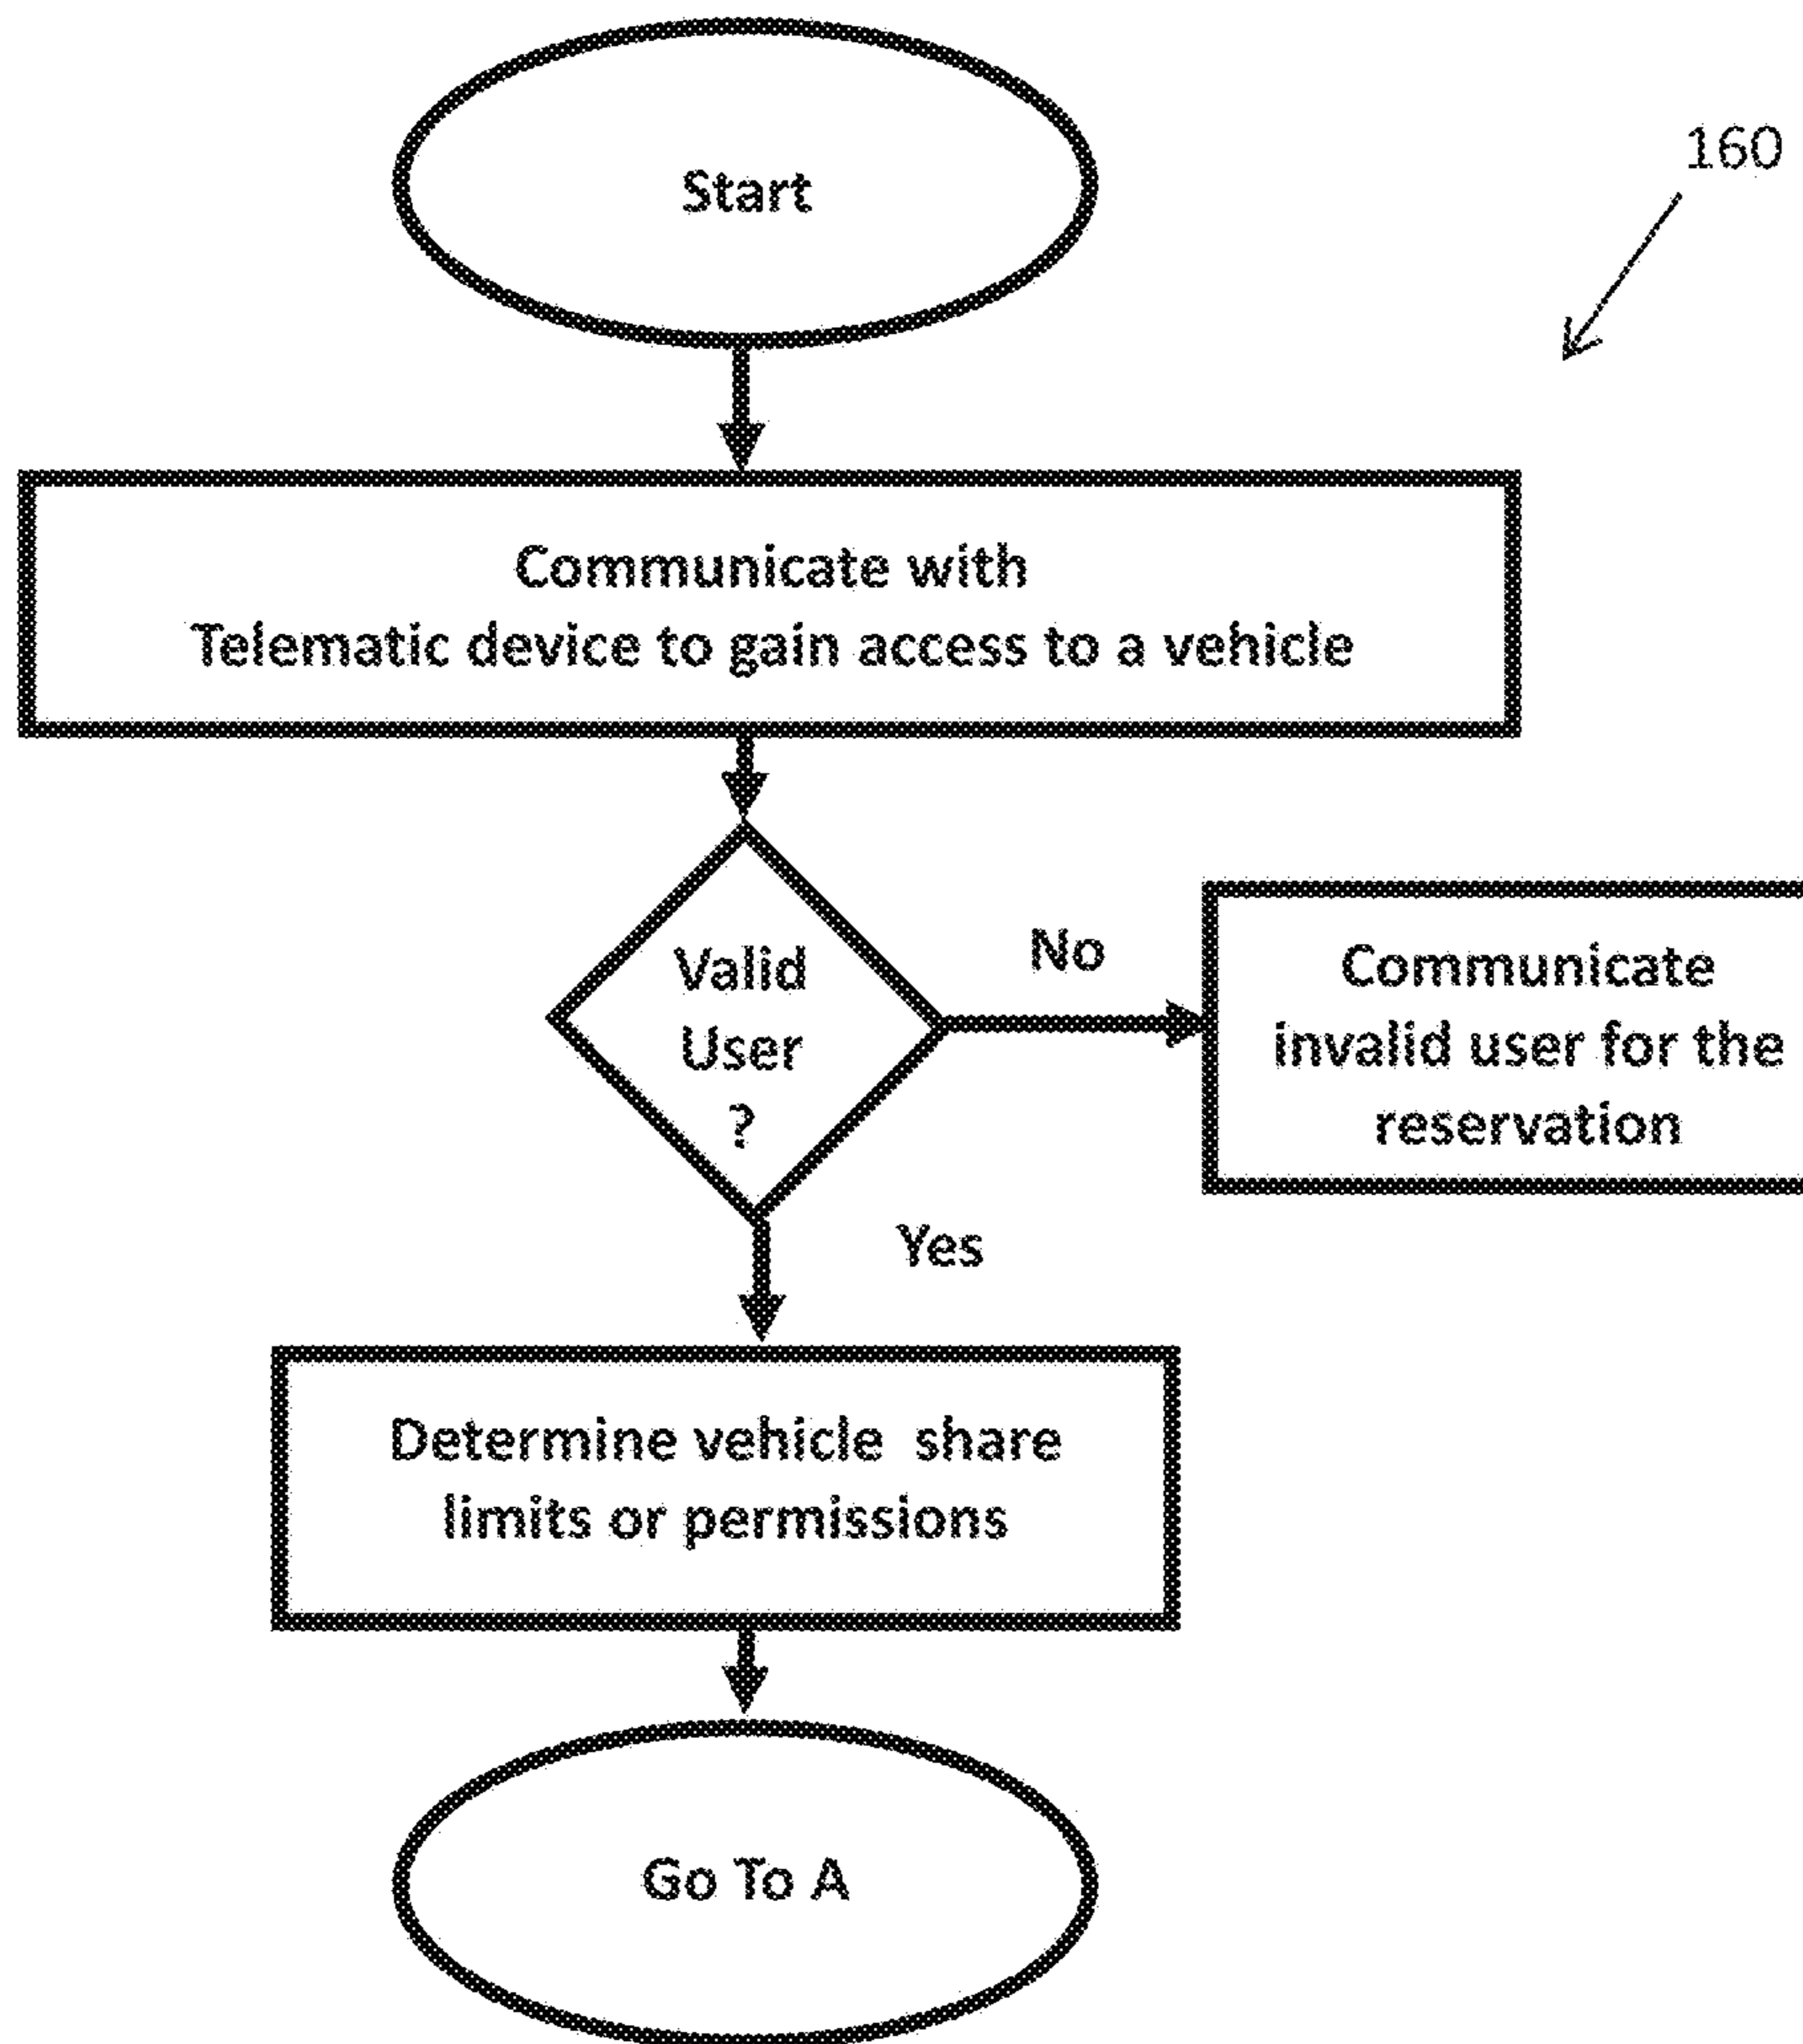 Start
160
Communicate with
Telematic device to gain access to a vehicle
Valid
User
?
No
Communicate
invalid user for the
reservation
Yes
Determine vehicle share
limits or permissions
Go To A